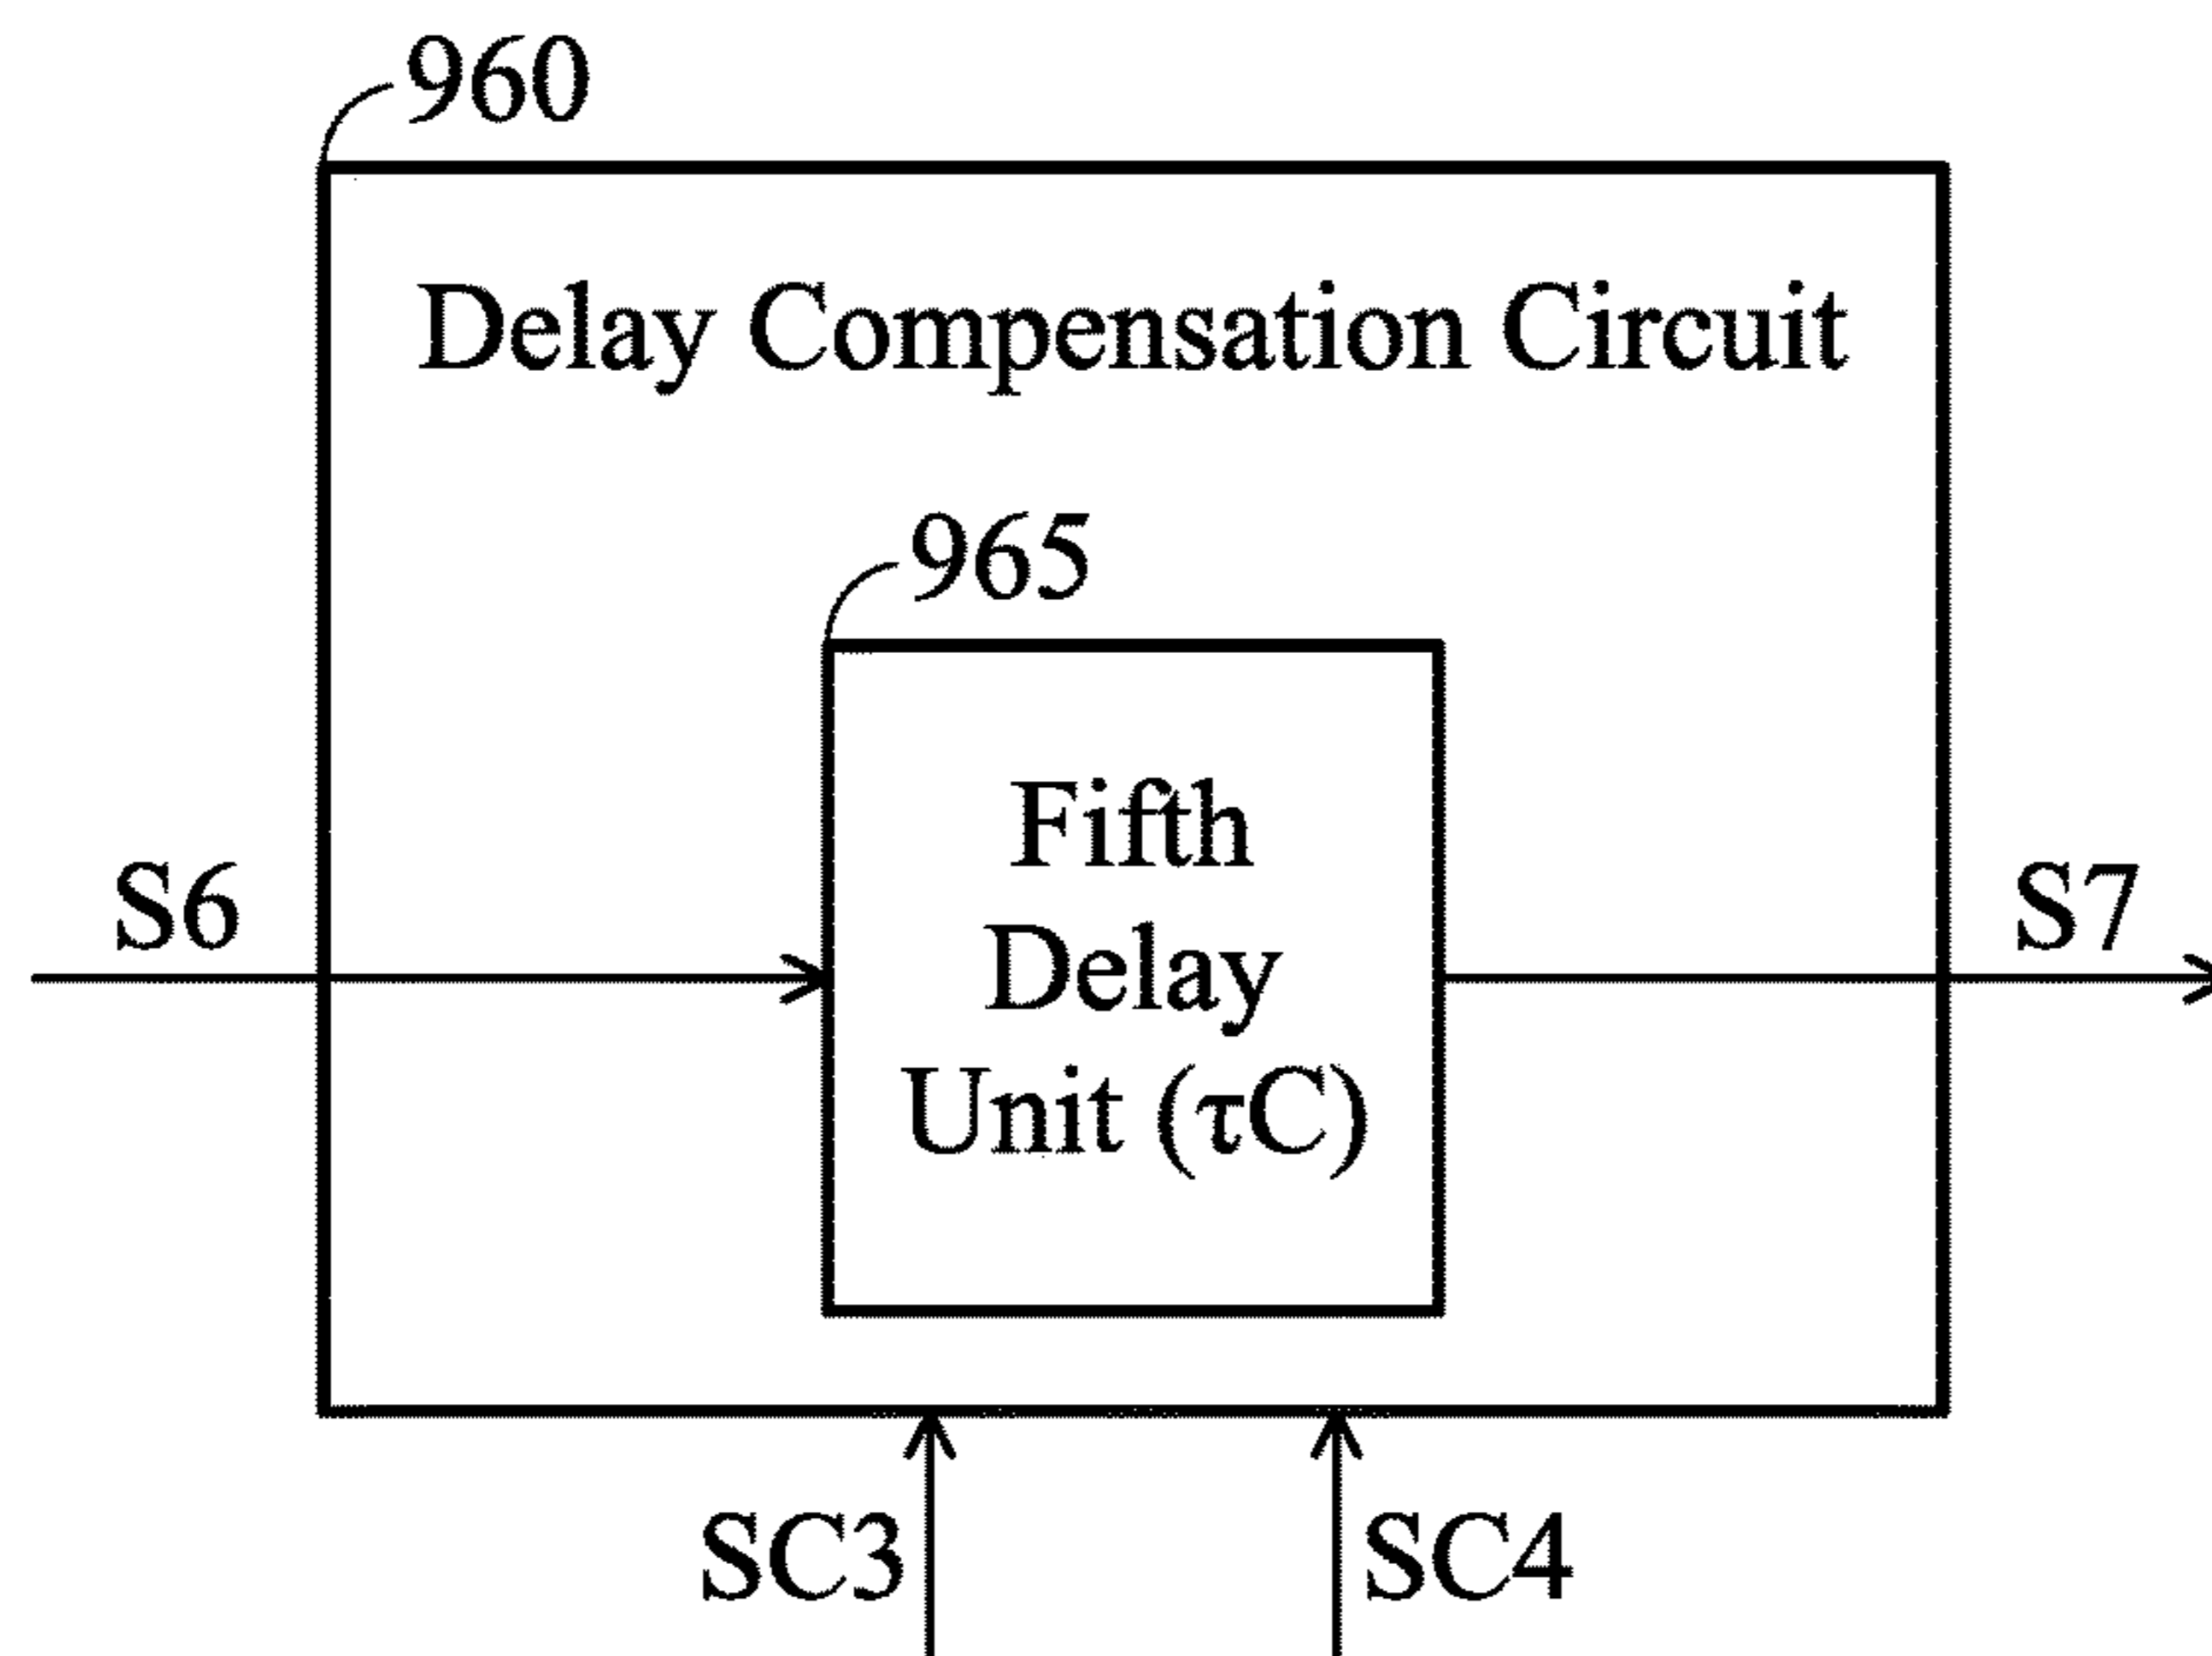 960
Delay Compensation Circuit
965
Fifth
Delay
Unit (τC)
S6
S7
SC3
SC4